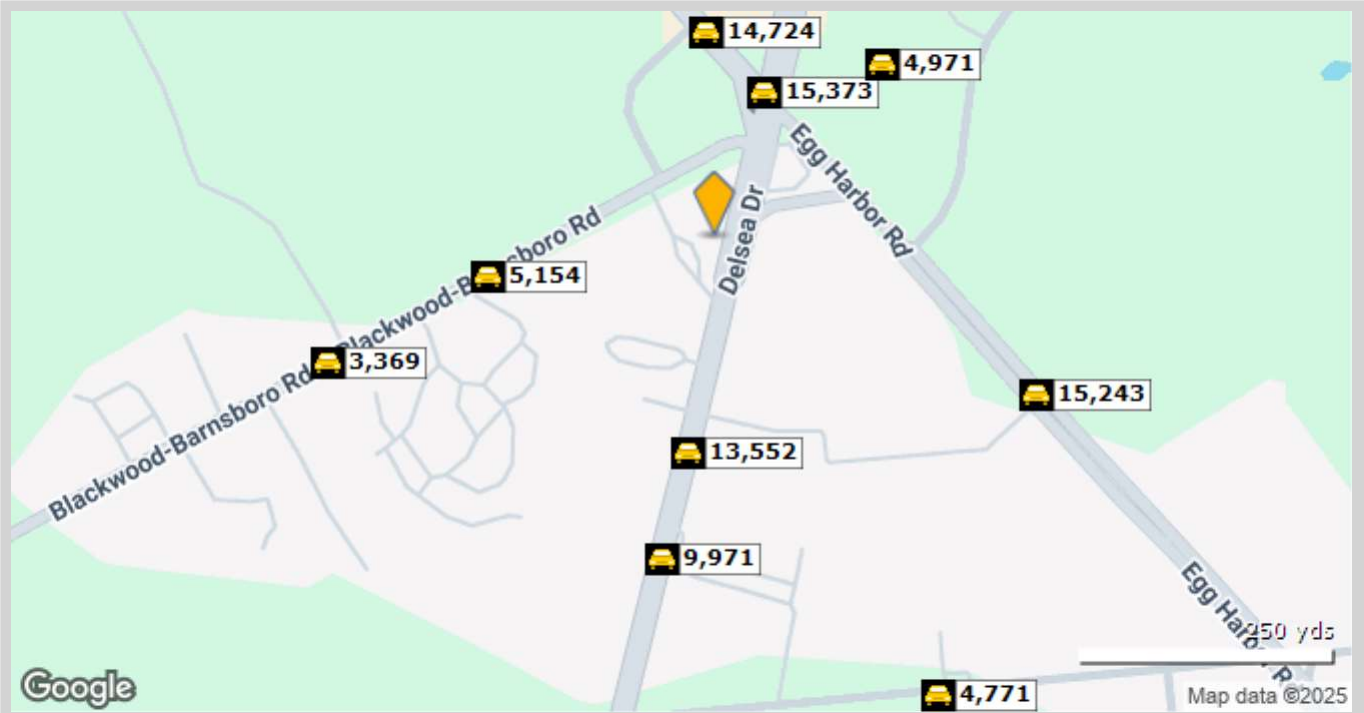 14,724
4,971
15,373
Egg Harbor Rd
Delsea Dr
5,154
Blackwood-Barnsboro Rd
3,369
Blackwood-Barnsboro Rd
15,243
13,552
9,971
Egg Harbor R
250 yds
4,771
Google
Map data ©2025